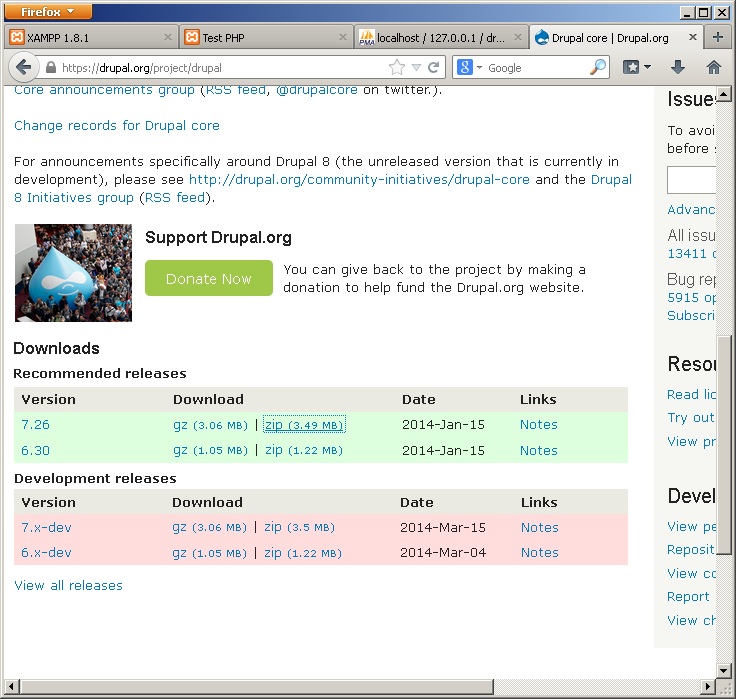 Firefox
XAMPP 1.8.1
Test PHP
PMA localhost / 127.0.0.1 / dr...
Drupal core | Drupal.org
https://drupal.org/project/drupal
8 Google
Core announcements group (RSS feed, @drupalcore on twitter.).
Change records for Drupal core
For announcements specifically around Drupal 8 (the unreleased version that is currently in
development), please see http://drupal.org/community-initiatives/drupal-core and the Drupal
8 Initiatives group (RSS feed).
Support Drupal.org
Donate Now
You can give back to the project by making a
donation to help fund the Drupal.org website.
Downloads
Recommended releases
Version Download Date Links
7.26 gz (3.06 MB) | zip (3.49 MB) 2014-Jan-15 Notes
6.30 gz (1.05 MB) | zip (1.22 MB) 2014-Jan-15 Notes
Development releases
Version Download Date Links
7.x-dev gz (3.06 MB) | zip (3.5 MB) 2014-Mar-15 Notes
6.x-dev gz (1.05 MB) | zip (1.22 MB) 2014-Mar-04 Notes
View all releases
Issues
To avoi
before s
Advanc
All issu
13411 o
Bug rep
5915 op
Subscri
Resou
Read lic
Try out
View pr
Devel
View pe
Reposit
View co
Report
View ch